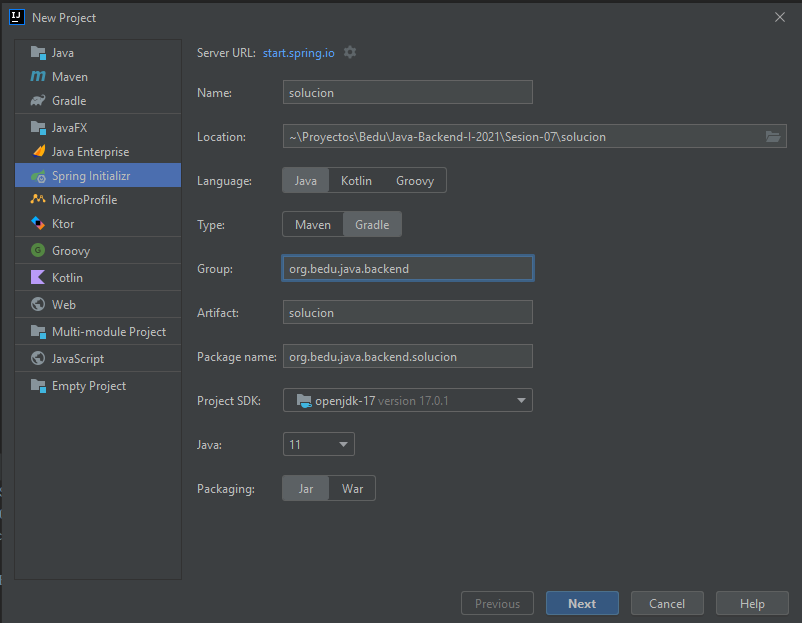 New Project
Java
Maven
Gradle
JavaFX
Java Enterprise
Spring Initializr
MicroProfile
Ktor
Groovy
Kotlin
Web
Multi-module Project
JavaScript
Empty Project
Server URL: start.spring.io
Name: solucion
Location: ~\Proyectos\Bedu\Java-Backend-I-2021\Sesion-07\solucion
Language: Java Kotlin Groovy
Type: Maven Gradle
Group: org.bedu.java.backend
Artifact: solucion
Package name: org.bedu.java.backend.solucion
Project SDK: openjdk-17 version 17.0.1
Java: 11
Packaging: Jar War
Previous Next Cancel Help